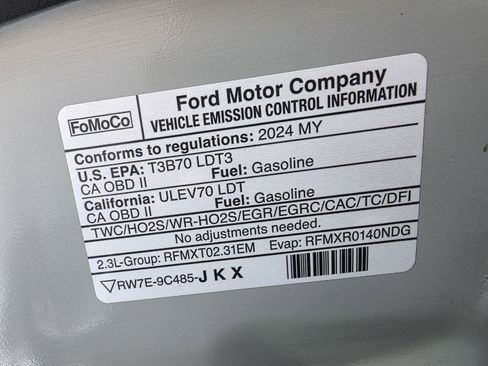 FoMoCo
Ford Motor Company
VEHICLE EMISSION CONTROL INFORMATION
Conforms to regulations: 2024 MY
U.S. EPA: T3B70 LDT3
CA OBD II Fuel: Gasoline
California: ULEV70 LDT
CA OBD II Fuel: Gasoline
TWC/HO2S/WR-HO2S/EGR/EGRC/CAC/TC/DFI
No adjustments needed.
2.3L-Group: RFMXT02.31EM Evap: RFMXR0140NDG
RW7E-9C485-JKX